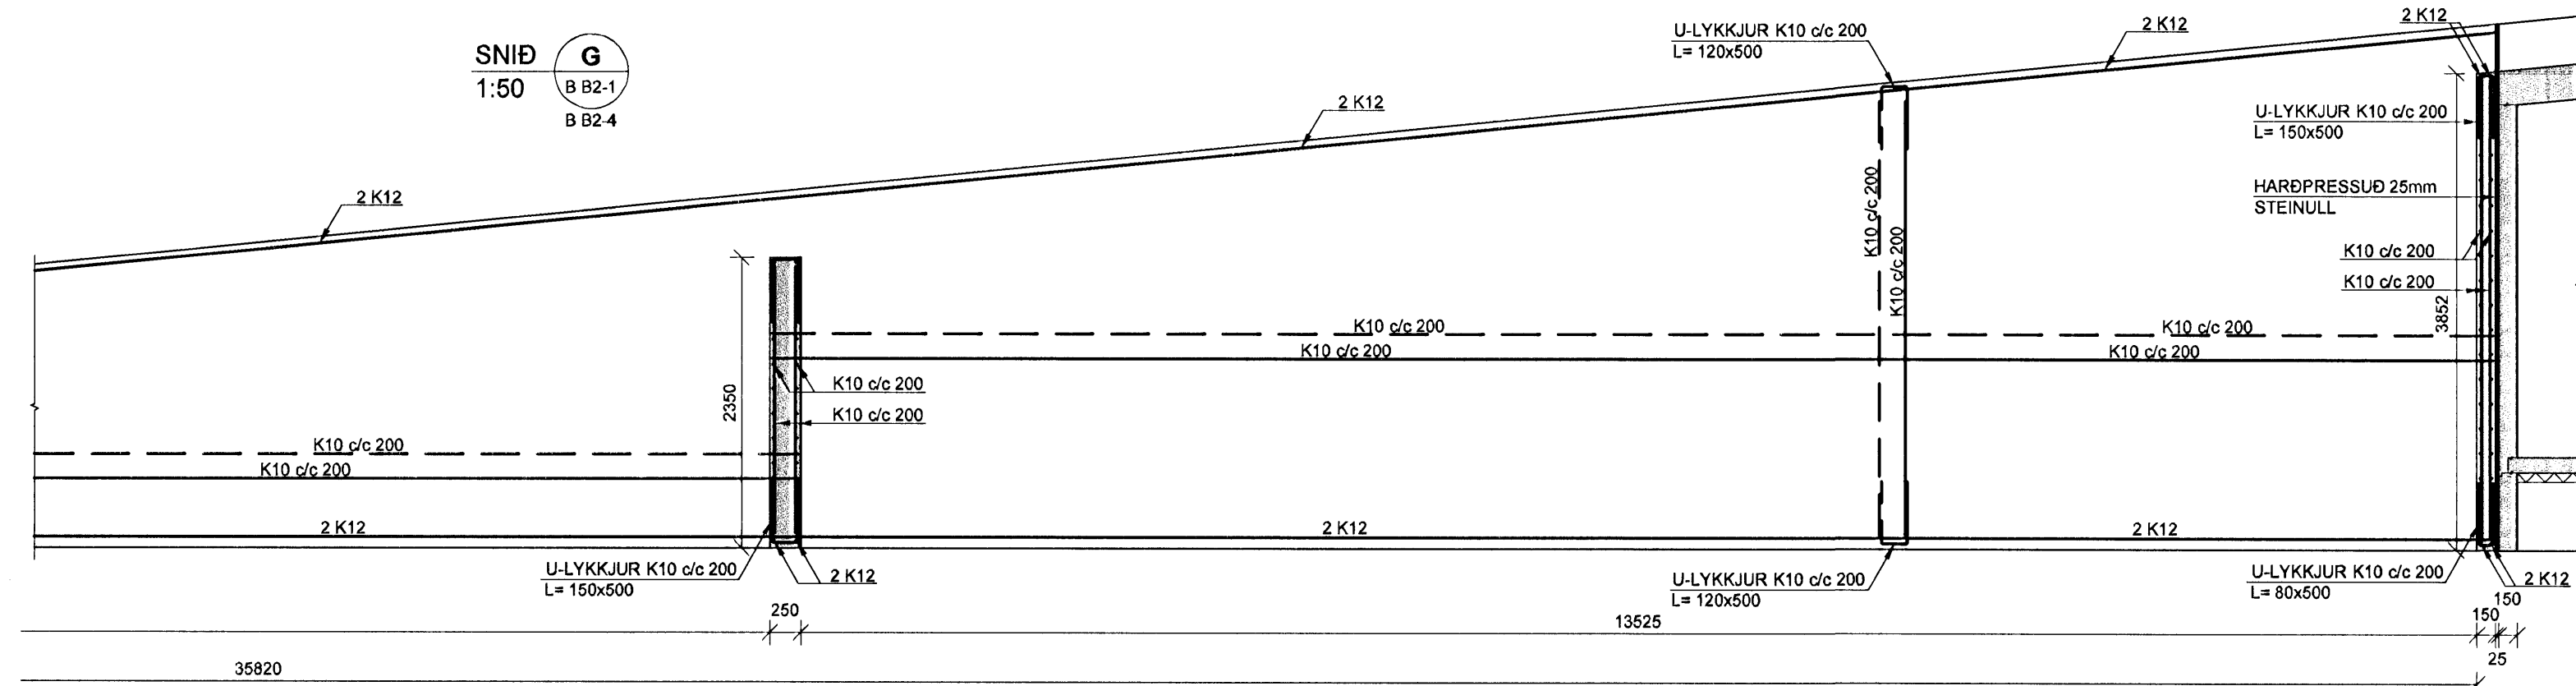 SNIÐ
1:50
G
B B2-1
B B2-4
2 K12
2 K12
U-LYKKJUR K10 c/c 200
L= 120x500
2 K12
2 K12
U-LYKKJUR K10 c/c 200
L= 150x500
HARÐPRESSUÐ 25mm
STEINULL
K10 c/c 200
K10 c/c 200
3852
K10 c/c 200
K10 c/c 200
K10 c/c 200
K10 c/c 200
K10 c/c 200
K10 c/c 200
2350
K10 c/c 200
K10 c/c 200
K10 c/c 200
K10 c/c 200
2 K12
2 K12
2 K12
U-LYKKJUR K10 c/c 200
L= 150x500
2 K12
U-LYKKJUR K10 c/c 200
L= 120x500
U-LYKKJUR K10 c/c 200
L= 80x500
2 K12
250
13525
150
150
25
35820